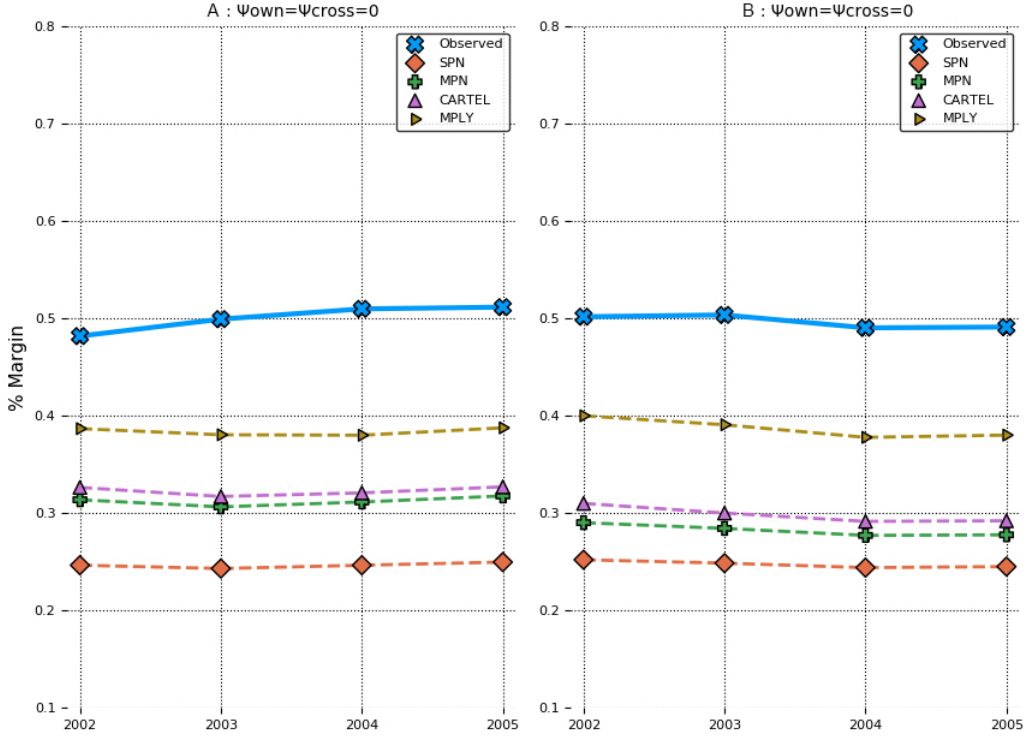 A : Ψown=Ψcross=0
0.8
0.7
0.6
0.5
0.4
0.3
0.2
0.1
% Margin
2002
2003
2004
2005
Observed
SPN
MPN
CARTEL
MPLY
B : Ψown=Ψcross=0
0.8
0.7
0.6
0.5
0.4
0.3
0.2
0.1
2002
2003
2004
2005
Observed
SPN
MPN
CARTEL
MPLY